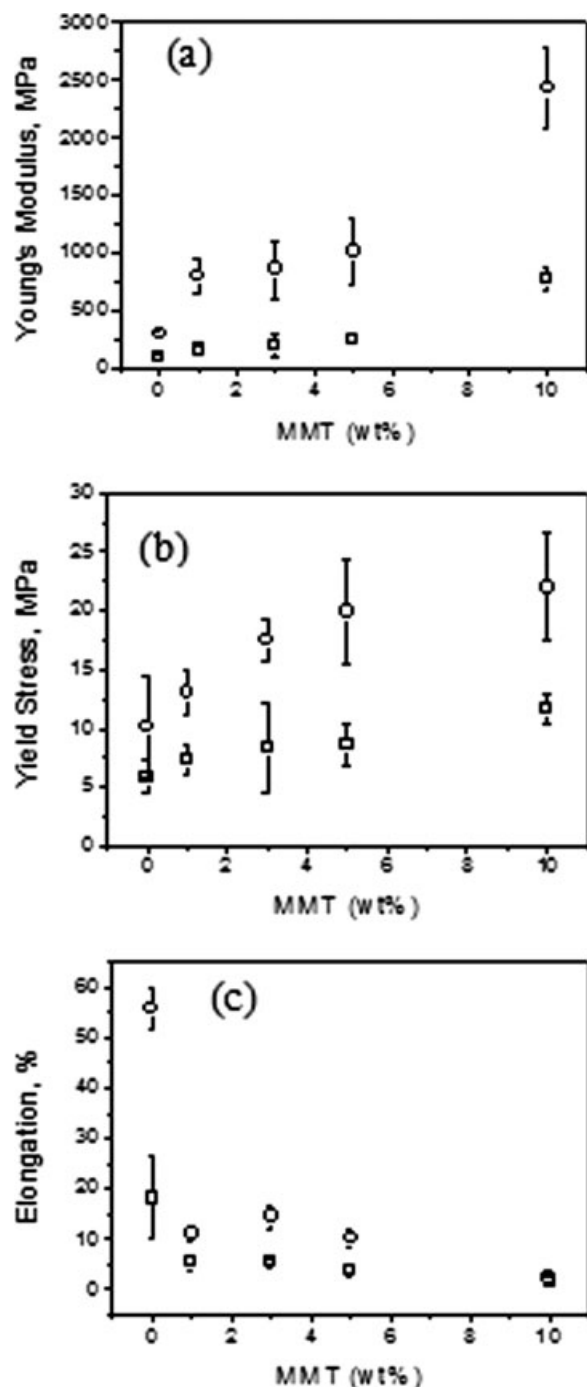 (a)
Young's Modulus, MPa
3000
2500
2000
1500
1000
500
0
0 2 4 6 8 10
MMT (wt%)
(b)
Yield Stress, MPa
30
25
20
15
10
5
0
0 2 4 6 8 10
MMT (wt%)
(c)
Elongation, %
60
50
40
30
20
10
0
0 2 4 6 8 10
MMT (wt%)